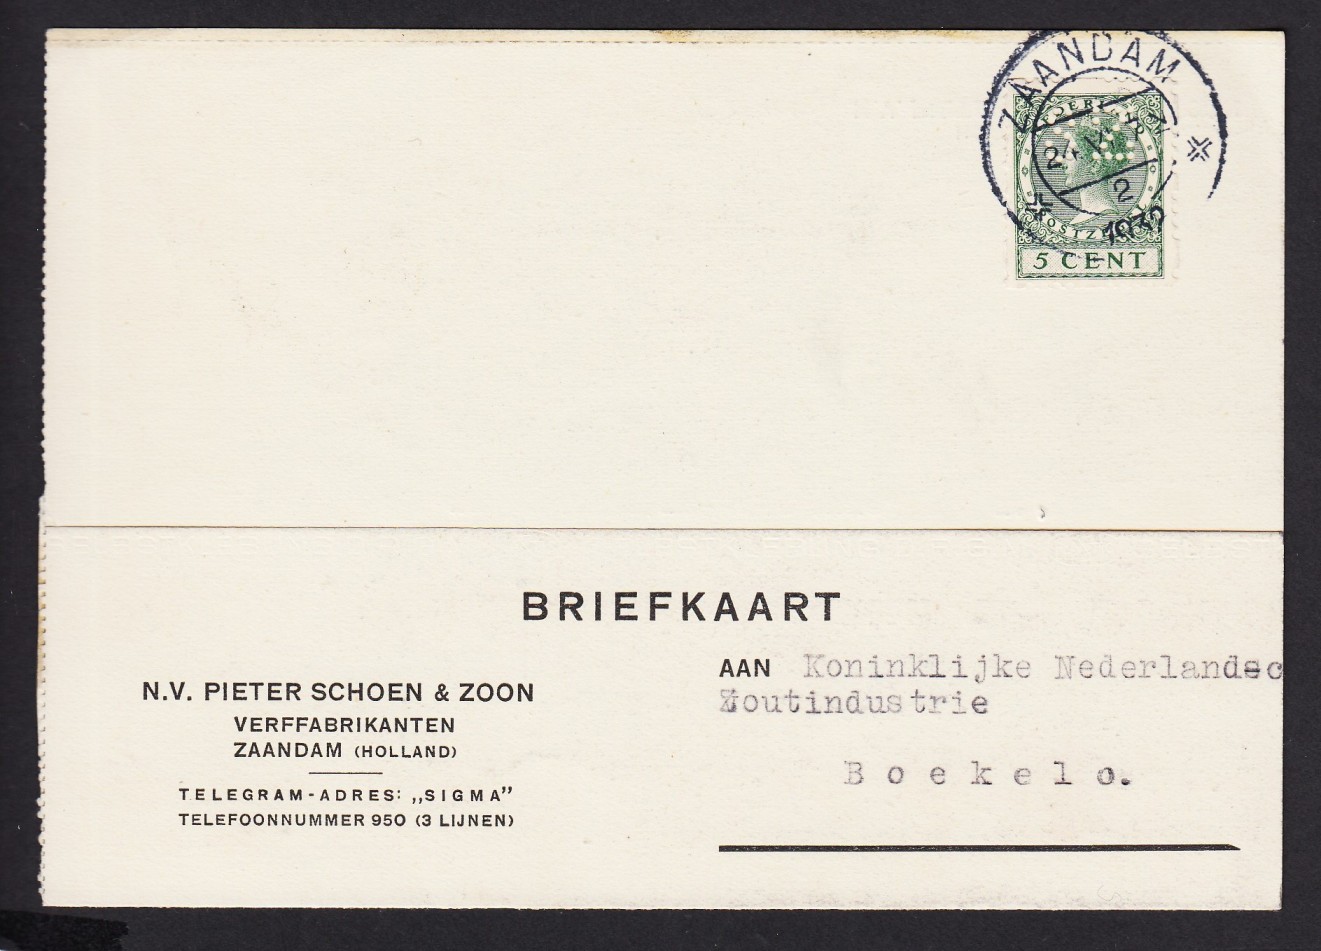 ZAANDAM
2
5 CENT
BRIEFKAART
N.V. PIETER SCHOEN & ZOON
VERFFABRIKANTEN
ZAANDAM (HOLLAND)
TELEGRAM-ADRES: „SIGMA”
TELEFOONNUMMER 950 (3 LIJNEN)
AAN Koninklijke Nederlandsc
Zoutindustrie
Boekelo.